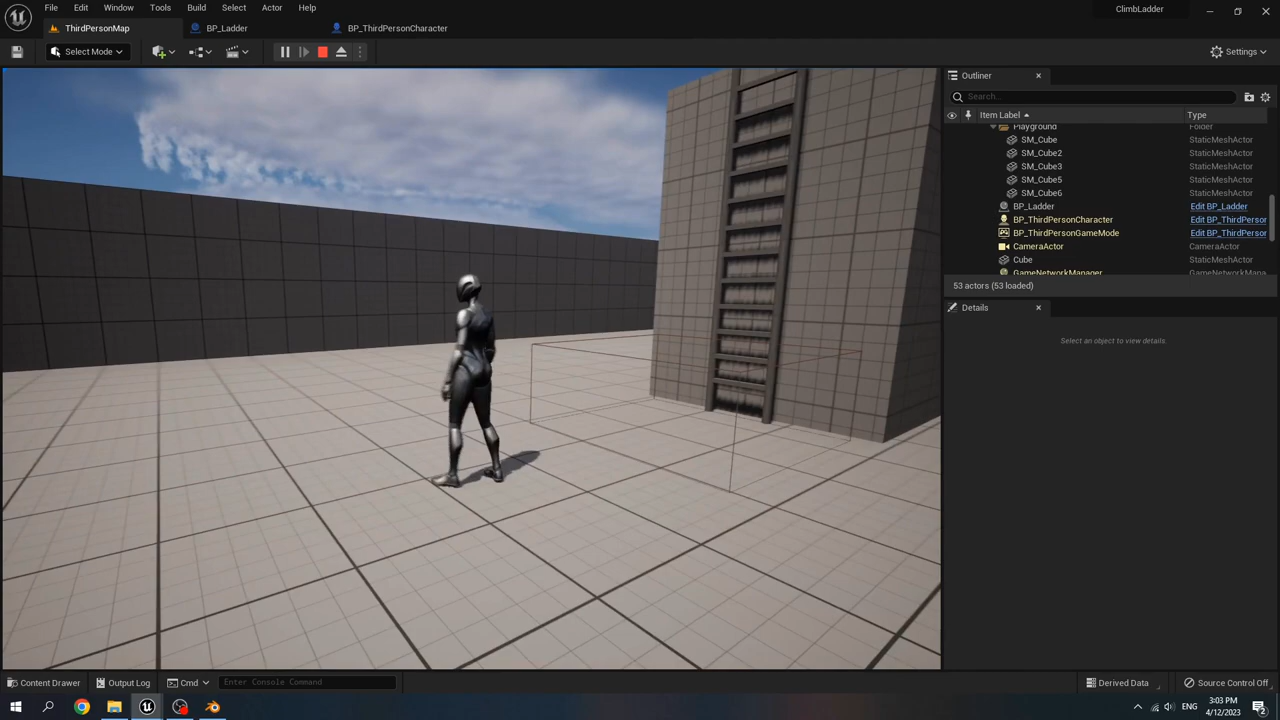 File Edit Window Tools Build Select Actor Help
ClimbLadder
ThirdPersonMap BP_Ladder BP_ThirdPersonCharacter
Select Mode
Settings
Outliner
Search...
Item Label Type
Playground Folder
SM_Cube StaticMeshActor
SM_Cube2 StaticMeshActor
SM_Cube3 StaticMeshActor
SM_Cube5 StaticMeshActor
SM_Cube6 StaticMeshActor
BP_Ladder Edit BP_Ladder
BP_ThirdPersonCharacter Edit BP_ThirdPersor
BP_ThirdPersonGameMode Edit BP_ThirdPersor
CameraActor CameraActor
Cube StaticMeshActor
GameNetworkManager GameNetworkMana
53 actors (53 loaded)
Details
Select an object to view details.
Content Drawer Output Log Cmd Enter Console Command
Derived Data Source Control Off
ENG
3:03 PM
4/12/2023
2